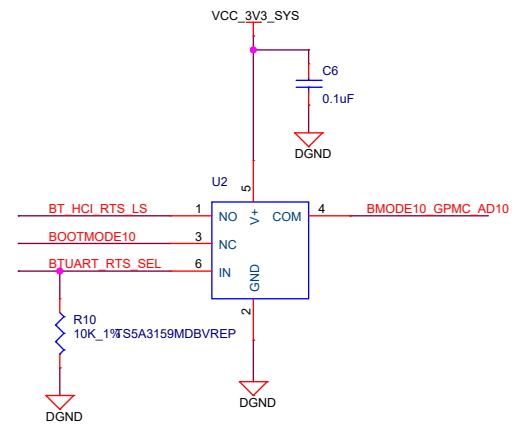 VCC_3V3_SYS
C6
0.1uF
DGND
U2
BT_HCI_RTS_LS 1 NO V+ 5 COM 4 BMODE10_GPMC_AD10
BOOTMODE10 3 NC
BTUART_RTS_SEL 6 IN GND 2
R10
10K_1%
TS5A3159MDBVREP
DGND
DGND